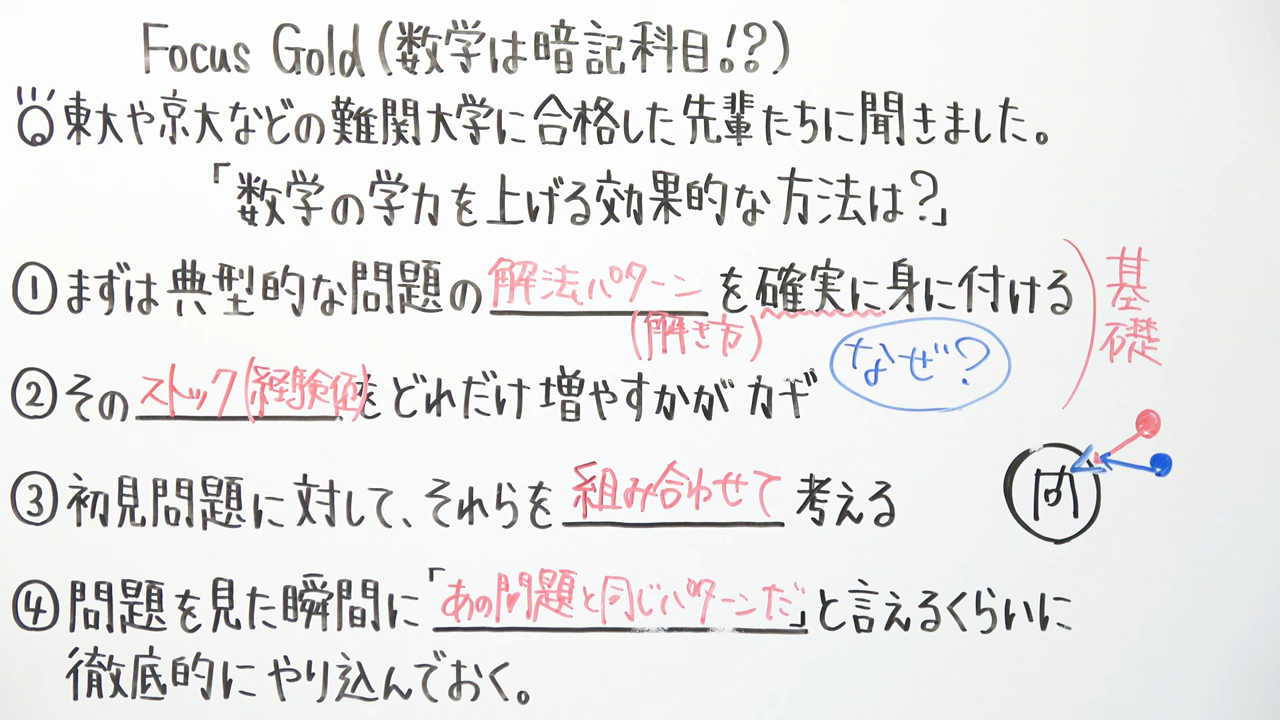 Focus Gold(数学は暗記科目!?)
東大や京大などの難関大学に合格した先輩たちに聞きました。
「数学の学力を上げる効果的な方法は?」
①まずは典型的な問題の解法パターンを確実に身に付ける
(解き方)
なぜ?
基礎
②そのストック(経験値)をどれだけ増やすかがカギ
③初見問題に対して、それらを組み合わせて考える
問
④問題を見た瞬間に「あの問題と同じパターンだ」と言えるくらいに
徹底的にやり込んでおく。